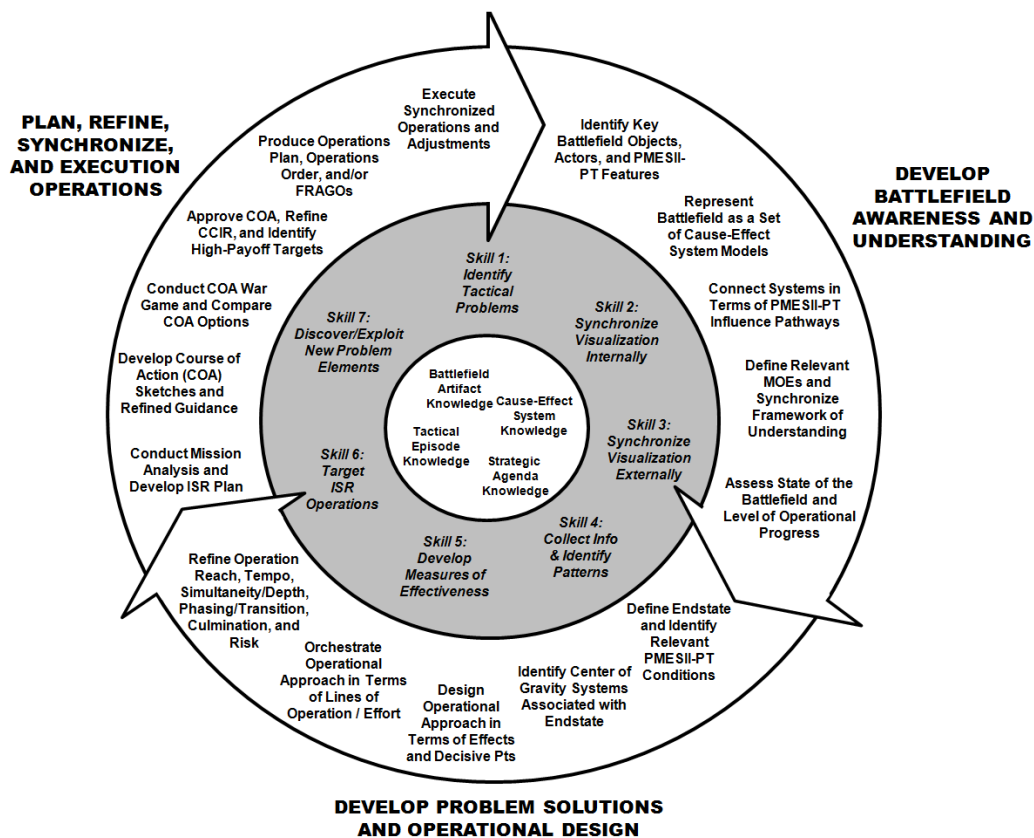 PLAN, REFINE,
SYNCHRONIZE,
AND EXECUTION
OPERATIONS
DEVELOP
BATTLEFIELD
AWARENESS AND
UNDERSTANDING
DEVELOP PROBLEM SOLUTIONS
AND OPERATIONAL DESIGN
Identify Key
Battlefield Objects,
Actors, and PMESII-
PT Features
Represent
Battlefield as a Set
of Cause-Effect
System Models
Connect Systems in
Terms of PMESII-PT
Influence Pathways
Define Relevant
MOEs and
Synchronize
Framework of
Understanding
Assess State of the
Battlefield and
Level of Operational
Progress
Define Endstate
and Identify
Relevant
PMESII-PT
Conditions
Identify Center of
Gravity Systems
Associated with
Endstate
Design
Operational
Approach in
Terms of Effects
and Decisive Pts
Orchestrate
Operational
Approach in Terms
of Lines of
Operation / Effort
Refine Operation
Reach, Tempo,
Simultaneity/Depth,
Phasing/Transition,
Culmination, and
Risk
Conduct Mission
Analysis and
Develop ISR Plan
Develop Course of
Action (COA)
Sketches and
Refined Guidance
Conduct COA War
Game and Compare
COA Options
Approve COA, Refine
CCIR, and Identify
High-Payoff Targets
Produce Operations
Plan, Operations
Order, and/or
FRAGOs
Execute
Synchronized
Operations and
Adjustments
Skill 1:
Identify
Tactical
Problems
Skill 2:
Synchronize
Visualization
Internally
Skill 3:
Synchronize
Visualization
Externally
Skill 4:
Collect Info
& Identify
Patterns
Skill 5:
Develop
Measures of
Effectiveness
Skill 6:
Target
ISR
Operations
Skill 7:
Discover/Exploit
New Problem
Elements
Battlefield
Artifact
Knowledge
Cause-Effect
System
Knowledge
Tactical
Episode
Knowledge
Strategic
Agenda
Knowledge